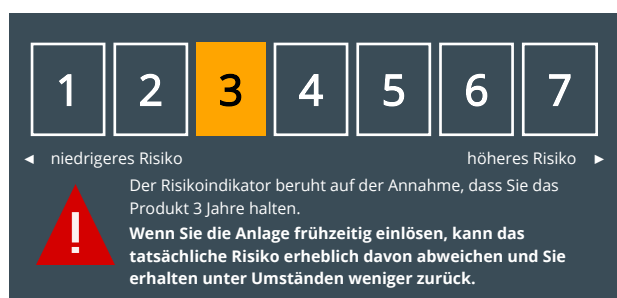 1 2 3 4 5 6 7
◄ niedrigeres Risiko höheres Risiko ►
Der Risikoindikator beruht auf der Annahme, dass Sie das
Produkt 3 Jahre halten.
Wenn Sie die Anlage frühzeitig einlösen, kann das
tatsächliche Risiko erheblich davon abweichen und Sie
erhalten unter Umständen weniger zurück.
!